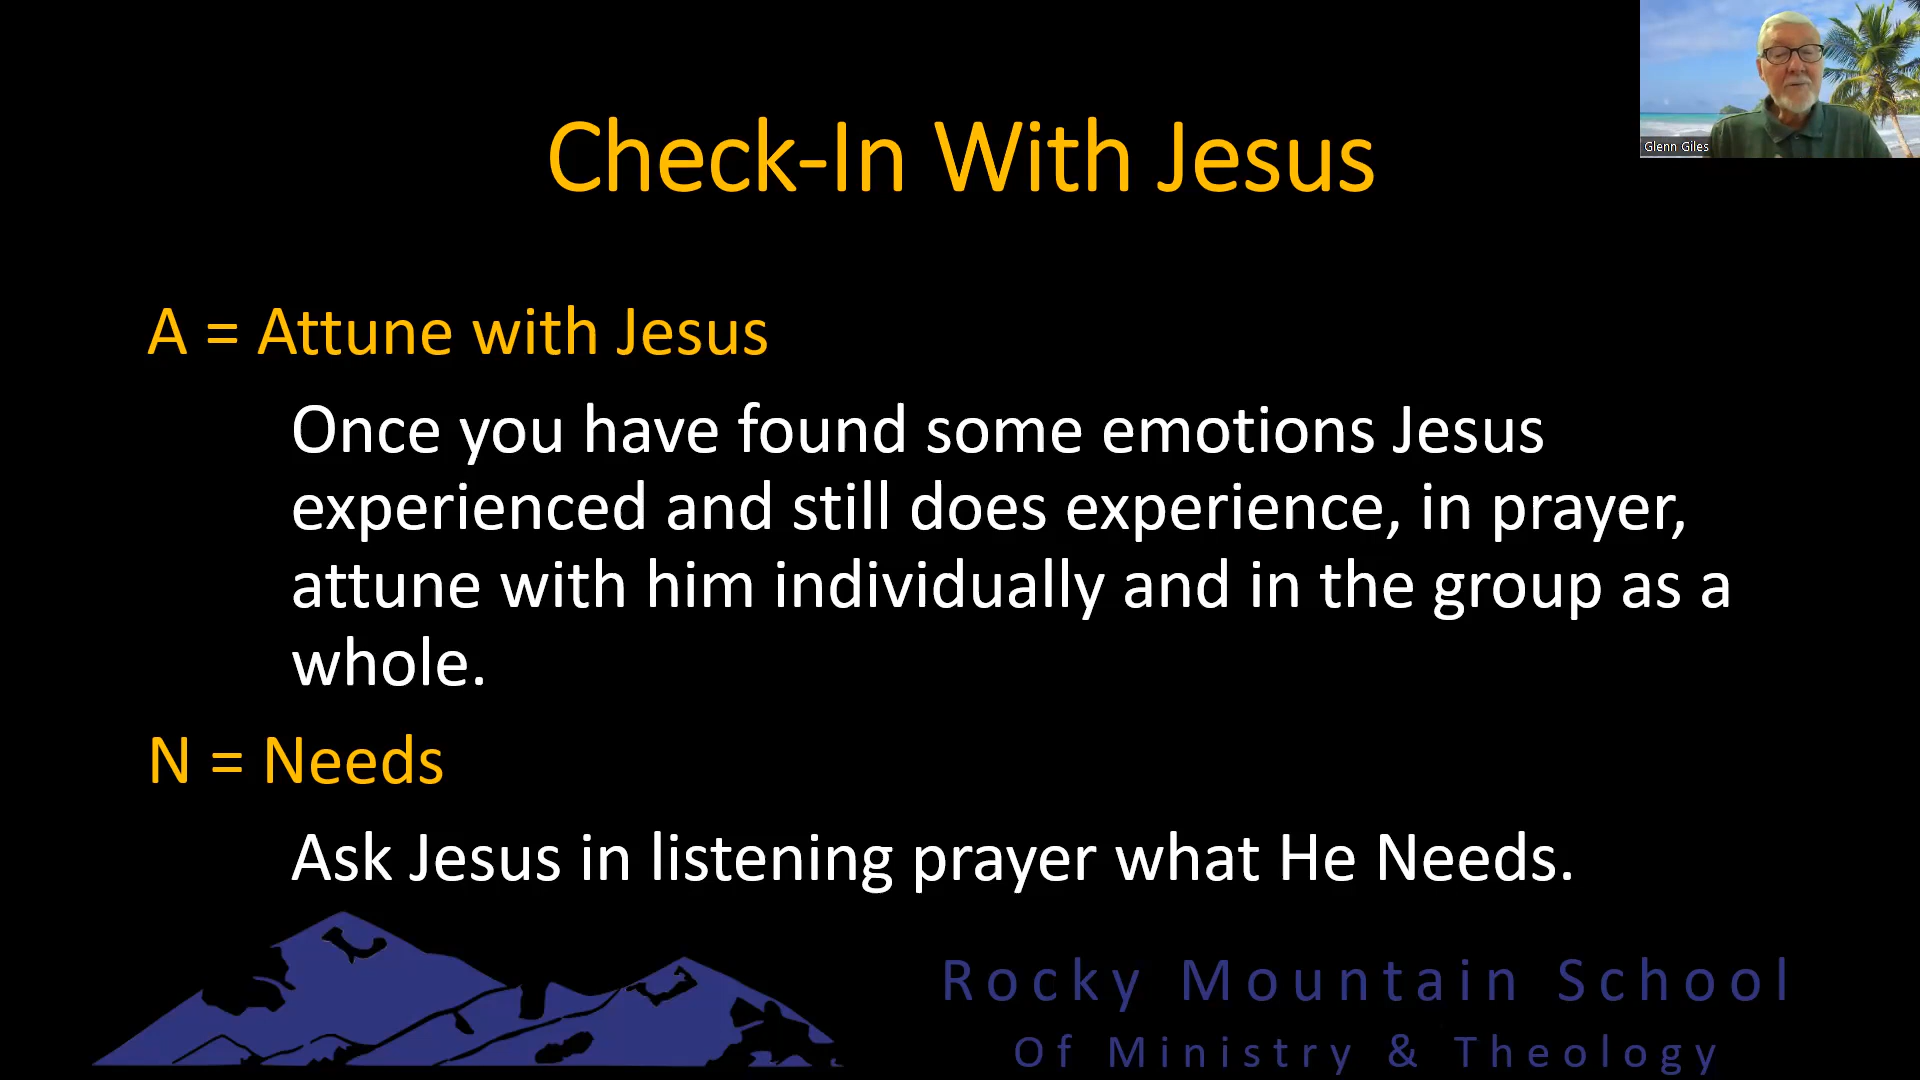 Check-In With Jesus
Glenn Giles
A = Attune with Jesus
Once you have found some emotions Jesus
experienced and still does experience, in prayer,
attune with him individually and in the group as a
whole.
N = Needs
Ask Jesus in listening prayer what He Needs.
Rocky Mountain School
Of Ministry & Theology